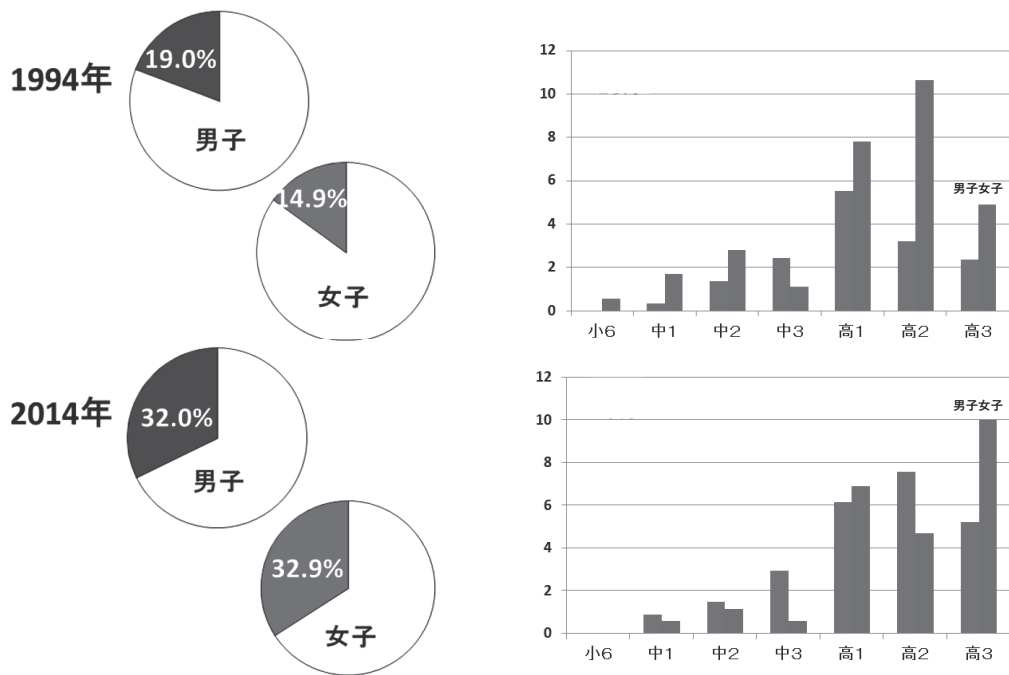 1994年
19.0%
男子
14.9%
女子
12
10
8
6
4
2
0
男子女子
小6 中1 中2 中3 高1 高2 高3
2014年
32.0%
男子
32.9%
女子
12
10
8
6
4
2
0
男子女子
小6 中1 中2 中3 高1 高2 高3